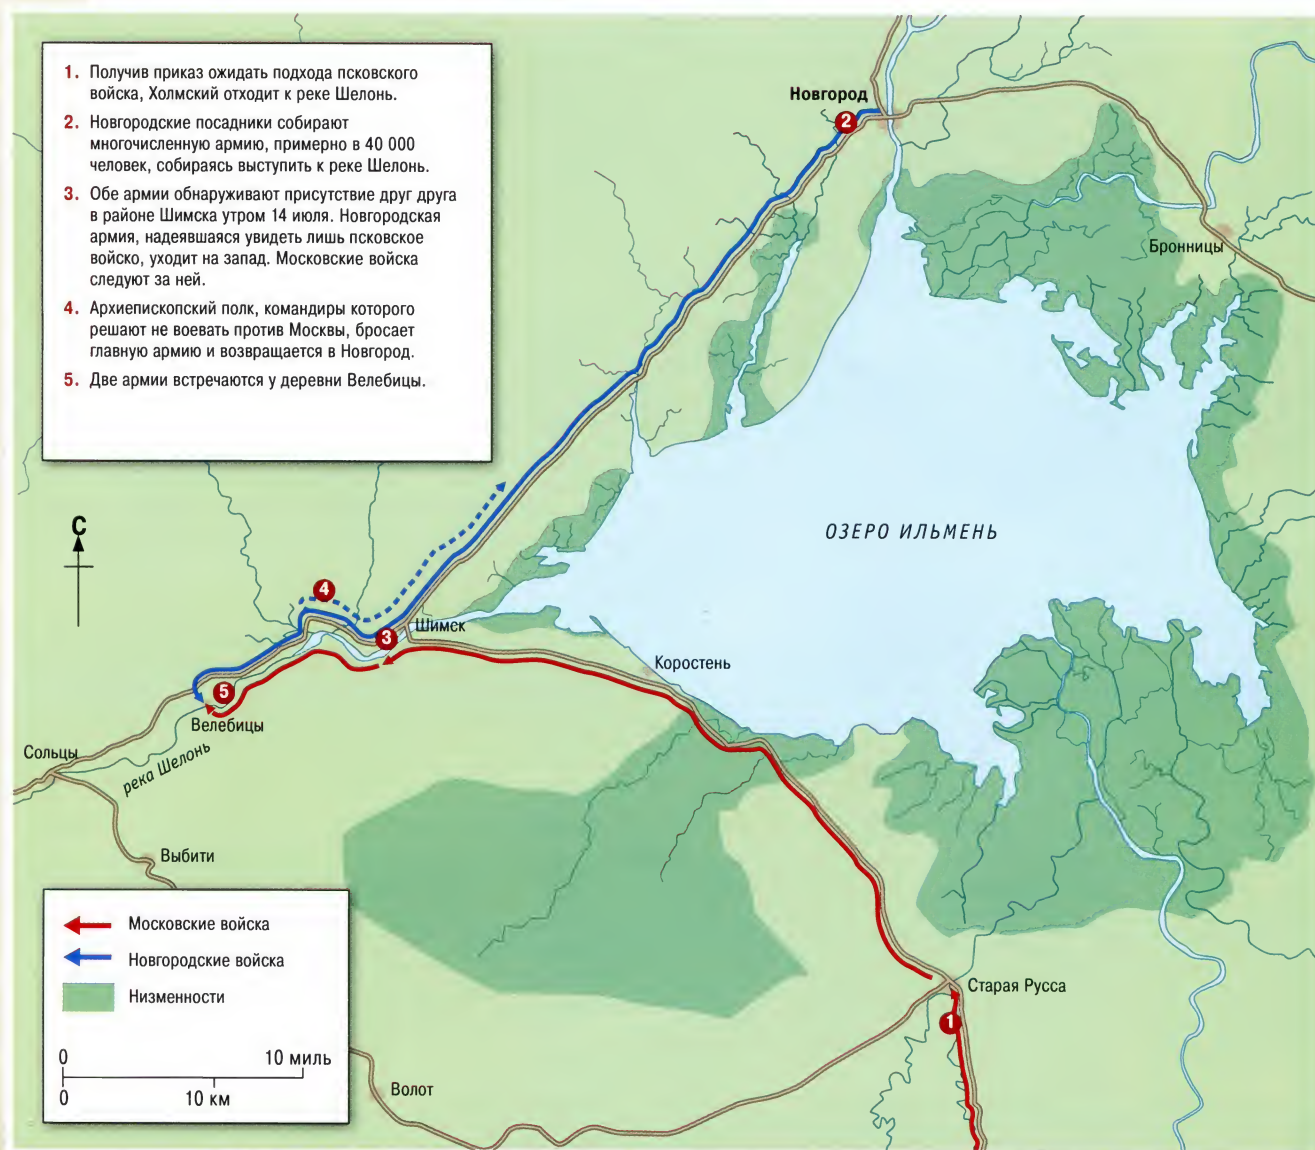 1. Получив приказ ожидать подхода псковского
войска, Холмский отходит к реке Шелонь.
2. Новгородские посадники собирают
многочисленную армию, примерно в 40 000
человек, собираясь выступить к реке Шелонь.
3. Обе армии обнаруживают присутствие друг друга
в районе Шимска утром 14 июля. Новгородская
армия, надеявшаяся увидеть лишь псковское
войско, уходит на запад. Московские войска
следуют за ней.
4. Архиепископский полк, командиры которого
решают не воевать против Москвы, бросает
главную армию и возвращается в Новгород.
5. Две армии встречаются у деревни Велебицы.
Новгород
2
Бронницы
С
ОЗЕРО ИЛЬМЕНЬ
4
3
Шимск
Коростень
5
Велебицы
Сольцы
река Шелонь
Выбити
Московские войска
Новгородские войска
Низменности
0 10 миль
0 10 км
Старая Русса
1
Волот